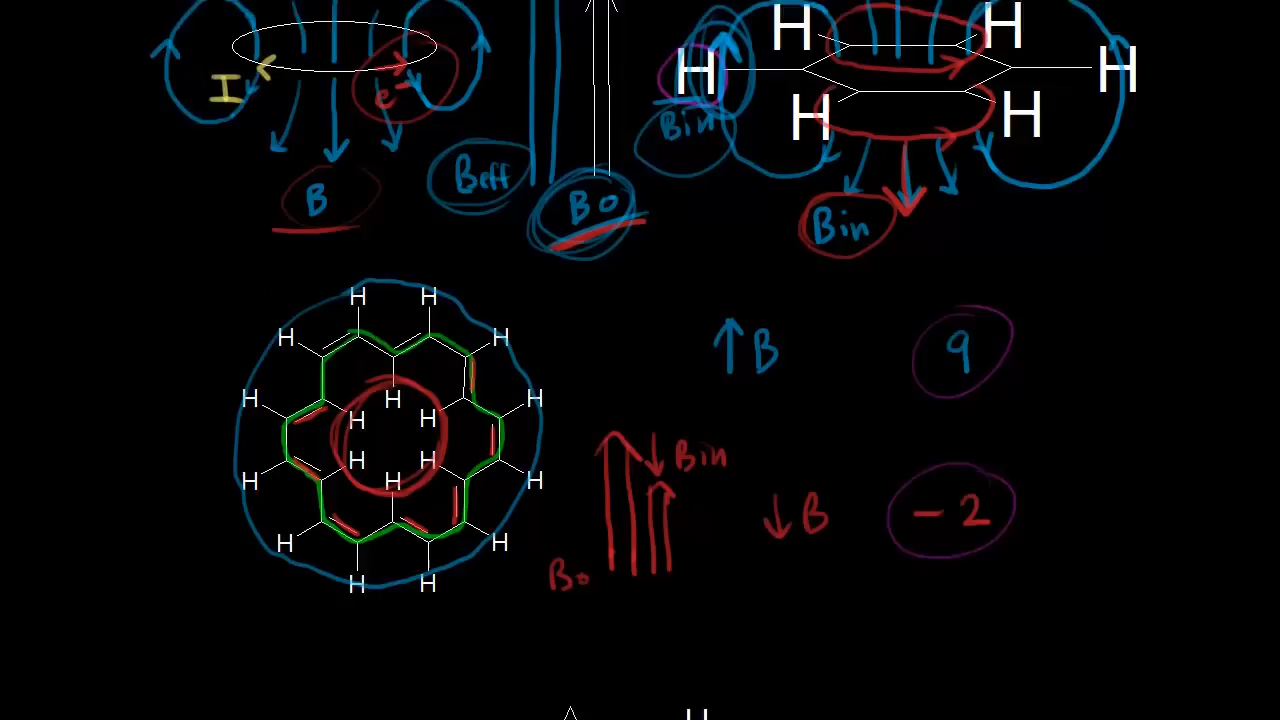 H H
I e⁻ H H
Bin H H
B Beff Bo Bin
H H
H H ↑ B 9
H
H H
H H
H H
H Bin
H H
H H
↓ B - 2
H H
Bo
H H
H